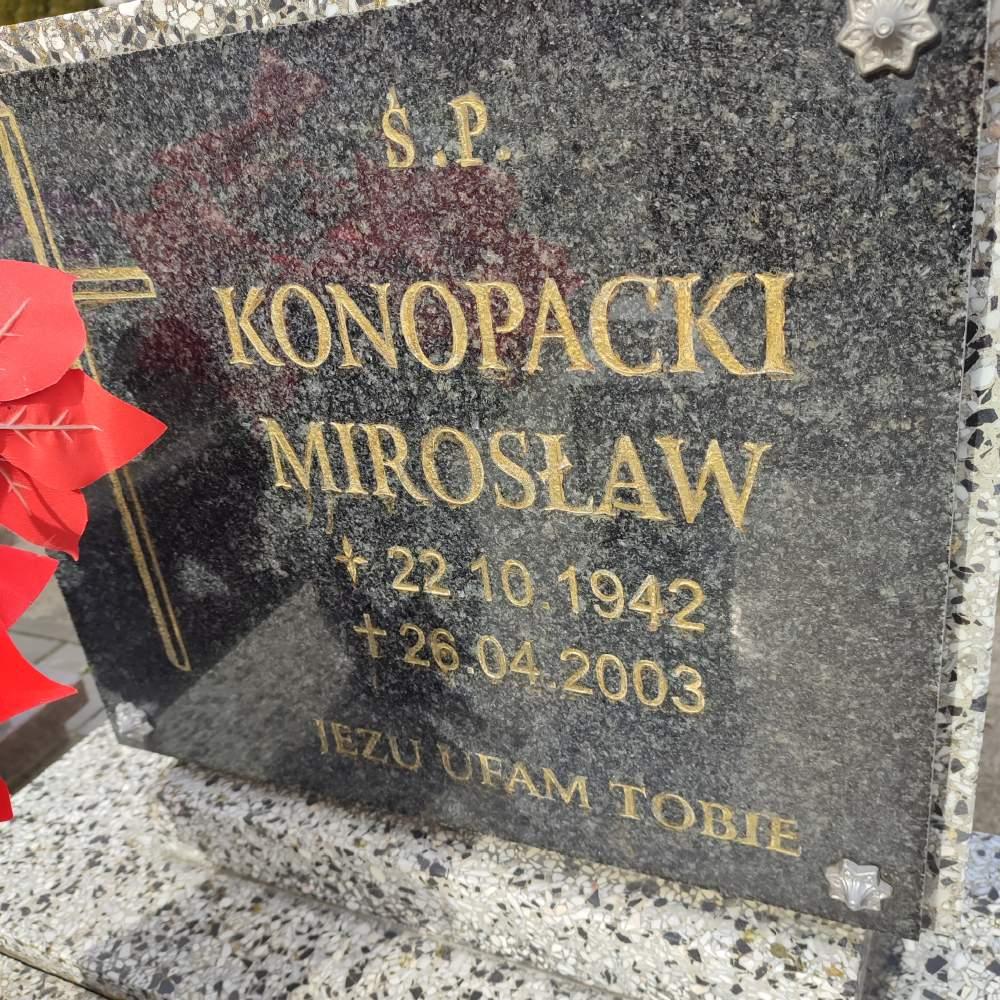 Ś.P.
KONOPACKI
MIROSŁAW
22.10.1942
26.04.2003
JEZU UFAM TOBIE